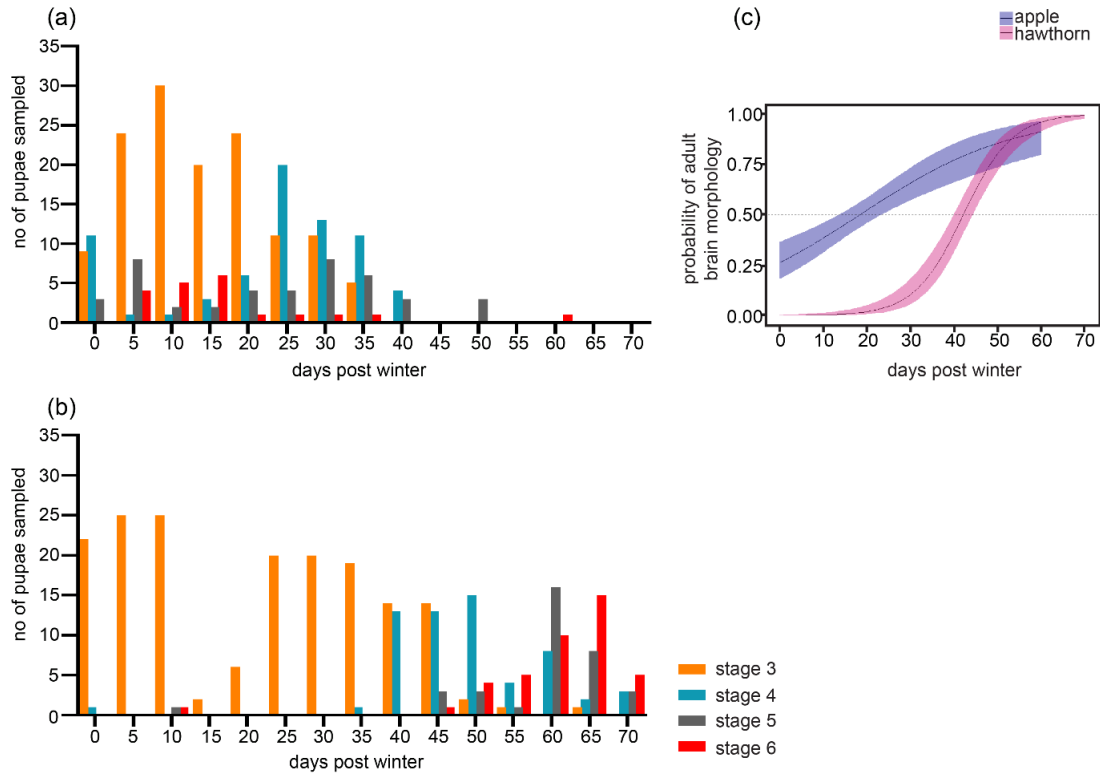 (a)
35
30
25
20
15
10
5
0
no of pupae sampled
0 5 10 15 20 25 30 35 40 45 50 55 60 65 70
days post winter
(b)
35
30
25
20
15
10
5
0
no of pupae sampled
0 5 10 15 20 25 30 35 40 45 50 55 60 65 70
days post winter
stage 3
stage 4
stage 5
stage 6
(c)
apple
hawthorn
1.00
0.75
0.50
0.25
0.00
probability of adult
brain morphology
0 10 20 30 40 50 60 70
days post winter